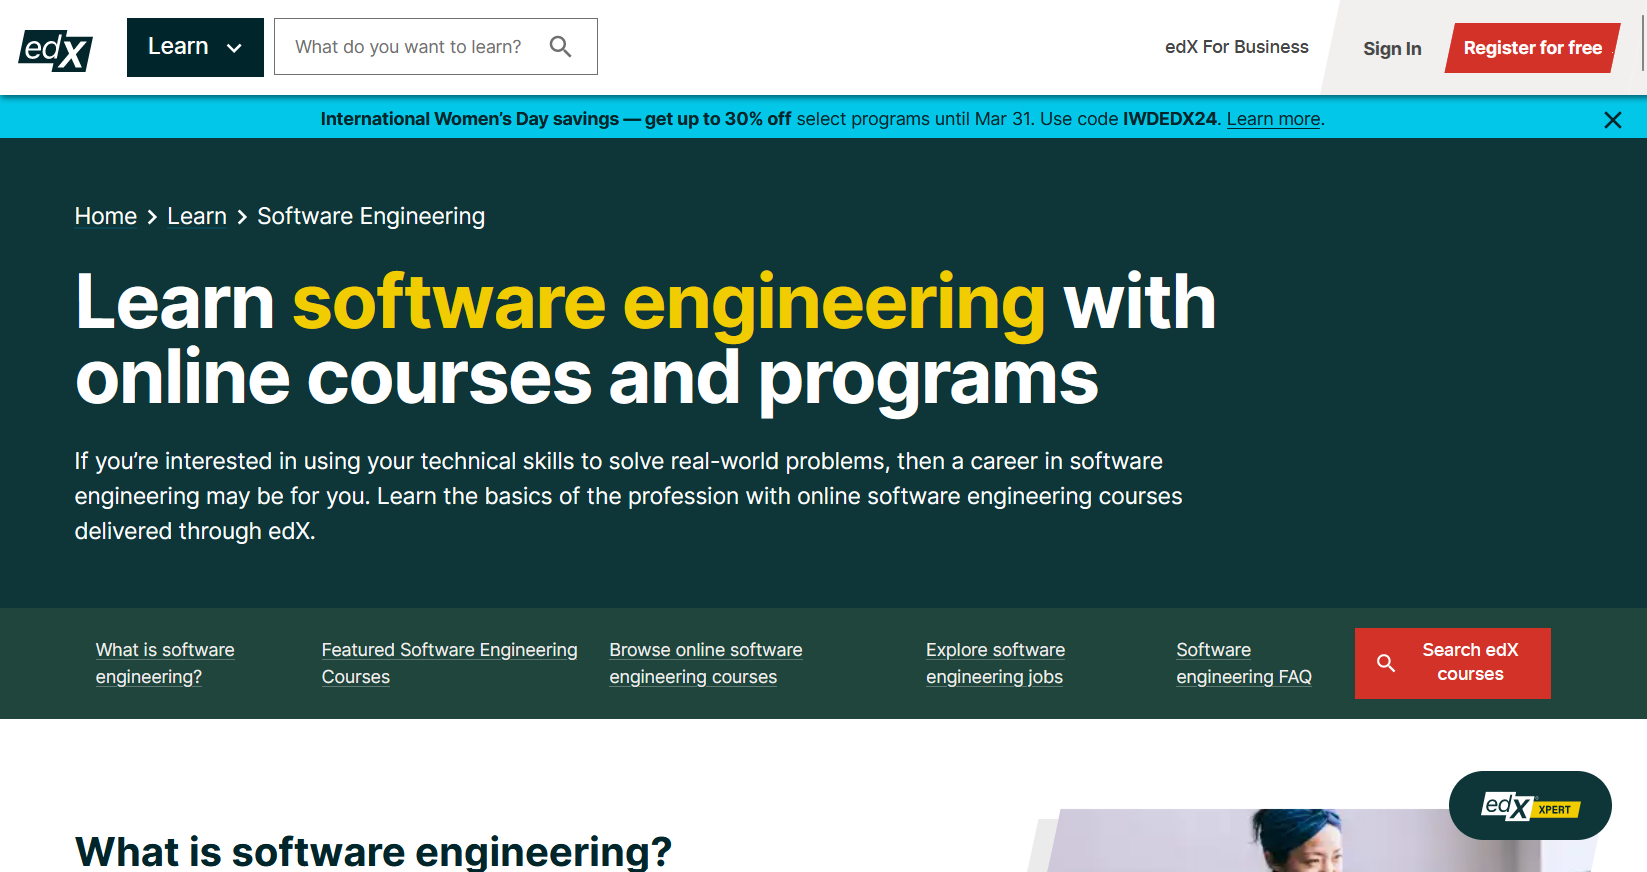 edX
Learn
What do you want to learn?
edX For Business
Sign In
Register for free
International Women’s Day savings — get up to 30% off select programs until Mar 31. Use code IWDEDX24. Learn more.
Home > Learn > Software Engineering
Learn software engineering with
online courses and programs
If you’re interested in using your technical skills to solve real-world problems, then a career in software
engineering may be for you. Learn the basics of the profession with online software engineering courses
delivered through edX.
What is software
engineering?
Featured Software Engineering
Courses
Browse online software
engineering courses
Explore software
engineering jobs
Software
engineering FAQ
Search edX
courses
edX XPERT
What is software engineering?